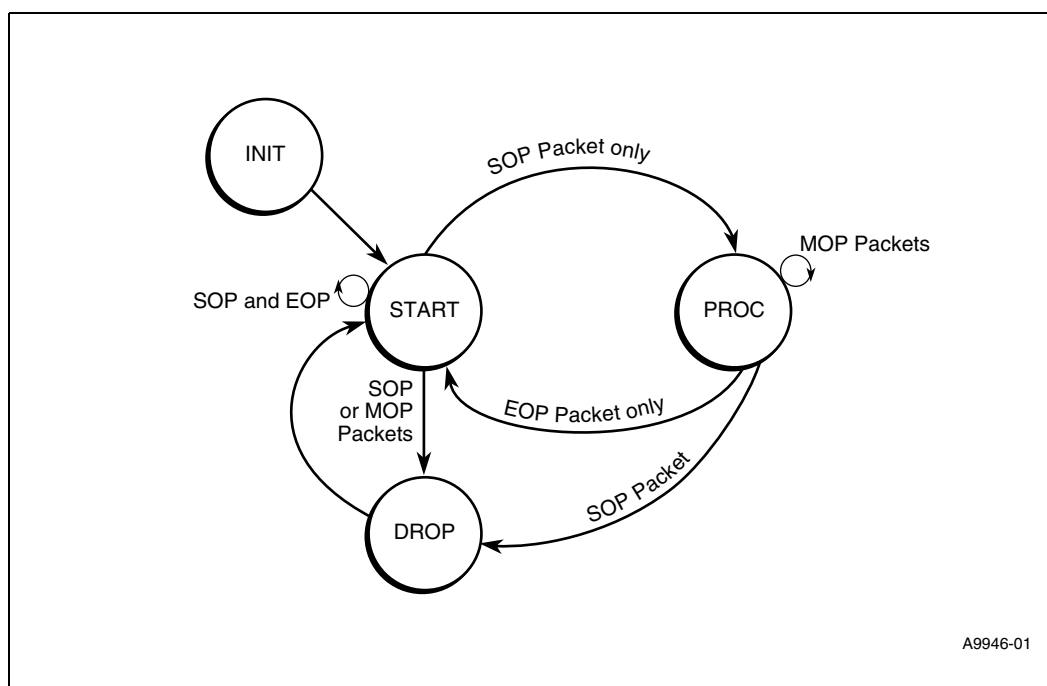 INIT
SOP Packet only
MOP Packets
SOP and EOP
START
PROC
SOP
or MOP
Packets
EOP Packet only
SOP Packet
DROP
A9946-01